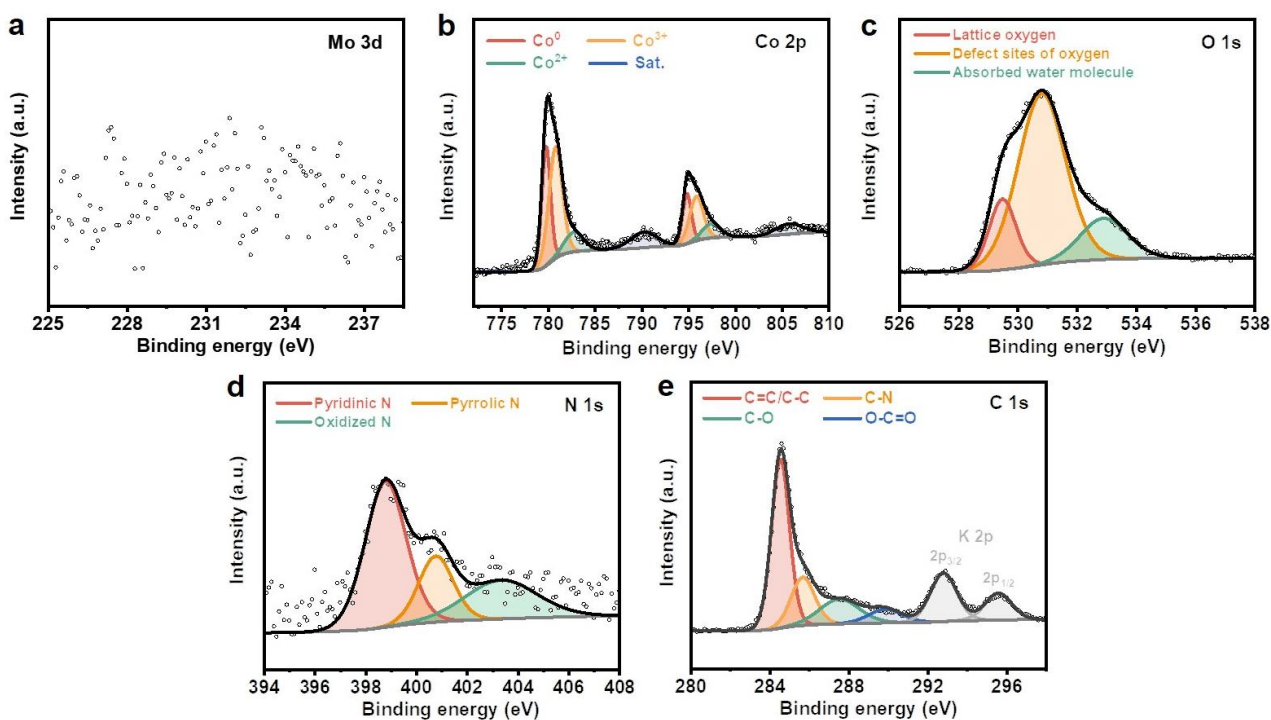 a
Mo 3d
Intensity (a.u.)
225 228 231 234 237
Binding energy (eV)
b
Co 2p
Co⁰ Co³⁺
Co²⁺ Sat.
Intensity (a.u.)
775 780 785 790 795 800 805 810
Binding energy (eV)
c
O 1s
Lattice oxygen
Defect sites of oxygen
Absorbed water molecule
Intensity (a.u.)
526 528 530 532 534 536 538
Binding energy (eV)
d
N 1s
Pyridinic N Pyrrolic N
Oxidized N
Intensity (a.u.)
394 396 398 400 402 404 406 408
Binding energy (eV)
e
C 1s
C=C/C-C C-N
C-O O-C=O
K 2p
2p₃/₂
2p₁/₂
Intensity (a.u.)
280 284 288 292 296
Binding energy (eV)